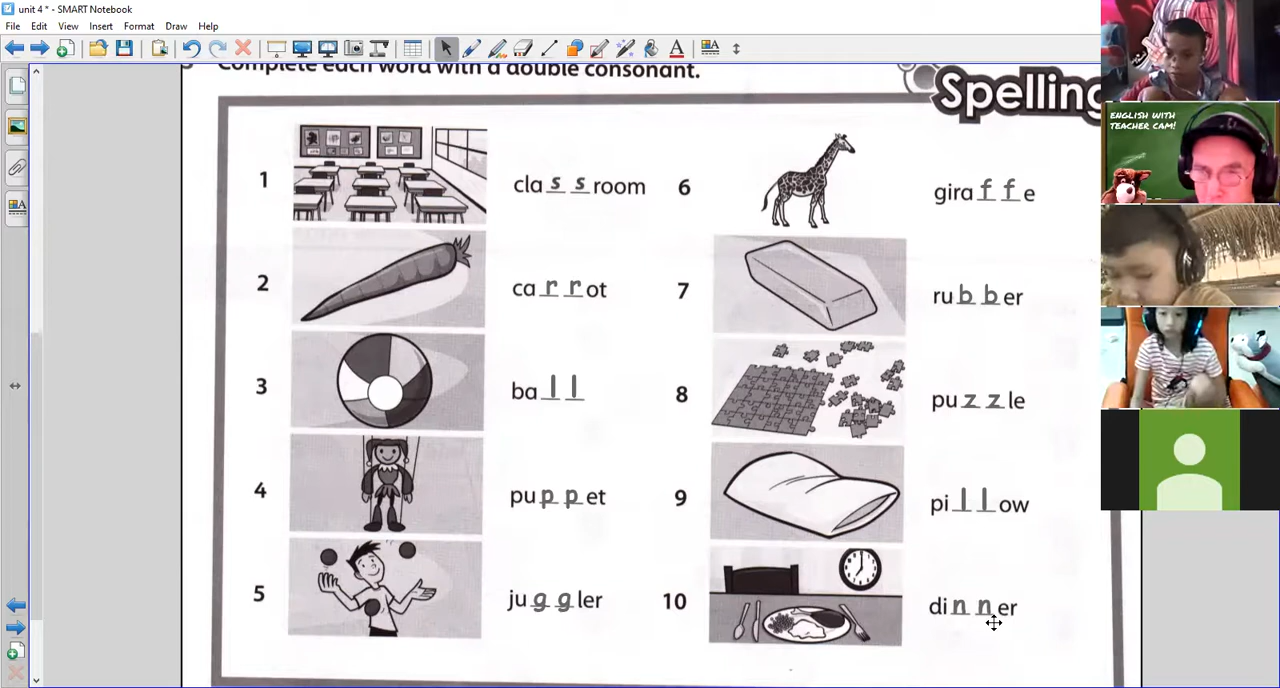 unit 4 * - SMART Notebook
File Edit View Insert Format Draw Help
Complete each word with a double consonant.
Spelling
1 classroom
2 carrot
3 ball
4 puppet
5 juggler
6 giraffe
7 rubber
8 puzzle
9 pillow
10 dinner
ENGLISH WITH
TEACHER CAM!